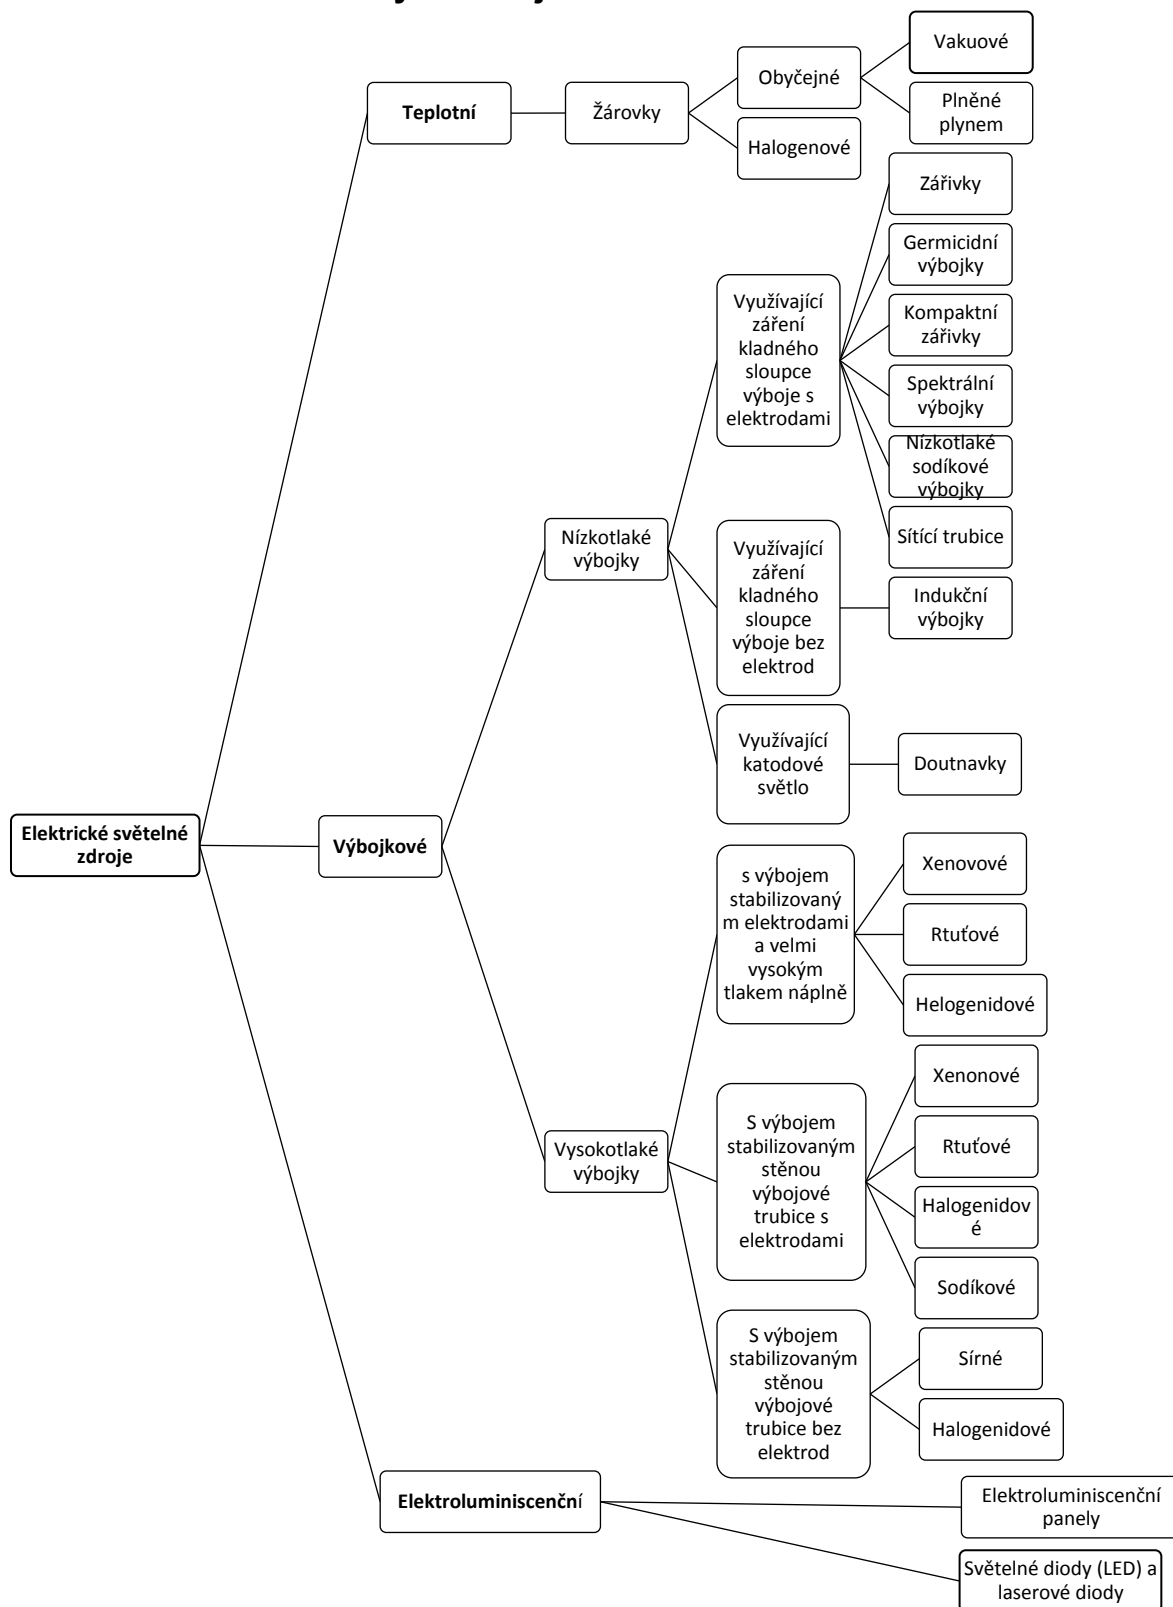 Vakuové
Obyčejné
Plněné
plynem
Teplotní
Žárovky
Halogenové
Zářivky
Germicidní
výbojky
Využívající
záření
kladného
sloupce
výboje s
elektrodami
Kompaktní
zářivky
Spektrální
výbojky
Nízkotlaké
sodíkové
výbojky
Sítící trubice
Nízkotlaké
výbojky
Využívající
záření
kladného
sloupce
výboje bez
elektrod
Indukční
výbojky
Využívající
katodové
světlo
Doutnavky
Elektrické světelné
zdroje
Výbojkové
s výbojem
stabilizovaný
m elektrodami
a velmi
vysokým
tlakem náplně
Xenovové
Rtuťové
Helogenidové
Vysokotlaké
výbojky
S výbojem
stabilizovaným
stěnou
výbojové
trubice s
elektrodami
Xenonové
Rtuťové
Halogenidov
é
Sodíkové
S výbojem
stabilizovaným
stěnou
výbojové
trubice bez
elektrod
Sírné
Halogenidové
Elektroluminiscenční
Elektroluminiscenční
panely
Světelné diody (LED) a
laserové diody